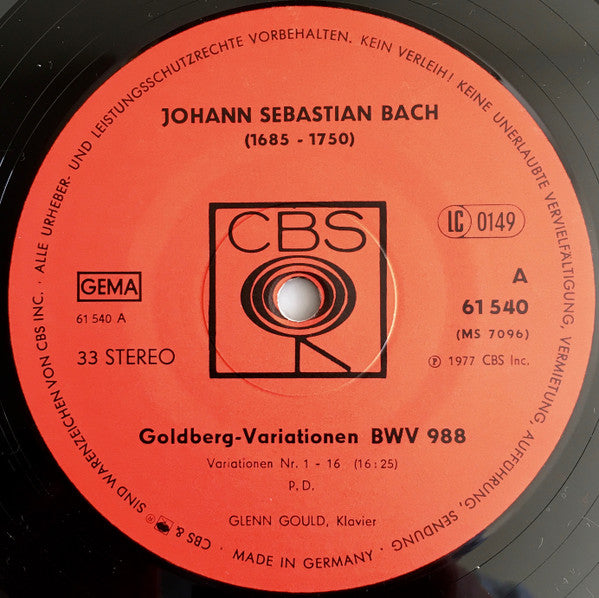 ALLE URHEBER- UND LEISTUNGSSCHUTZRECHTE VORBEHALTEN. KEIN VERLEIH! KEINE UNERLAUBTE VERVIELFÄLTIGUNG, VERMIETUNG, AUFFÜHRUNG, SENDUNG
JOHANN SEBASTIAN BACH
(1685 - 1750)
CBS
LC 0149
GEMA
61 540 A
33 STEREO
A
61 540
(MS 7096)
Ⓟ 1977 CBS Inc.
Goldberg-Variationen BWV 988
Variationen Nr. 1 - 16 (16:25)
P.D.
GLENN GOULD, Klavier
® CBS & SIND WARENZEICHEN VON CBS INC. ·
· MADE IN GERMANY ·